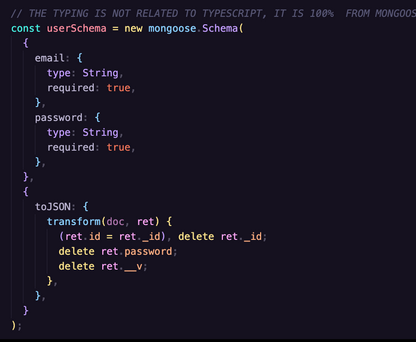 // THE TYPING IS NOT RELATED TO TYPESCRIPT, IT IS 100%  FROM MONGOOS
const userSchema = new mongoose.Schema(
  {
    email: {
      type: String,
      required: true,
    },
    password: {
      type: String,
      required: true,
    },
  },
  {
    toJSON: {
      transform(doc, ret) {
        (ret.id = ret._id), delete ret._id;
        delete ret.password;
        delete ret.__v;
      },
    },
  }
);